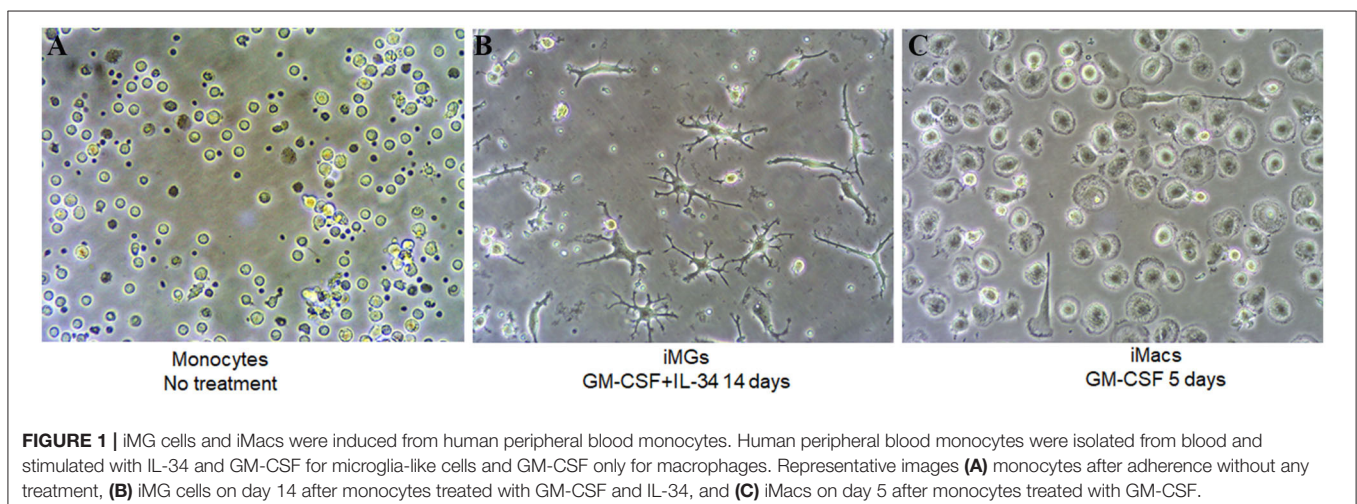 A
B
C
Monocytes
No treatment
iMGs
GM-CSF+IL-34 14 days
iMacs
GM-CSF 5 days
FIGURE 1 | iMG cells and iMacs were induced from human peripheral blood monocytes. Human peripheral blood monocytes were isolated from blood and
stimulated with IL-34 and GM-CSF for microglia-like cells and GM-CSF only for macrophages. Representative images (A) monocytes after adherence without any
treatment, (B) iMG cells on day 14 after monocytes treated with GM-CSF and IL-34, and (C) iMacs on day 5 after monocytes treated with GM-CSF.